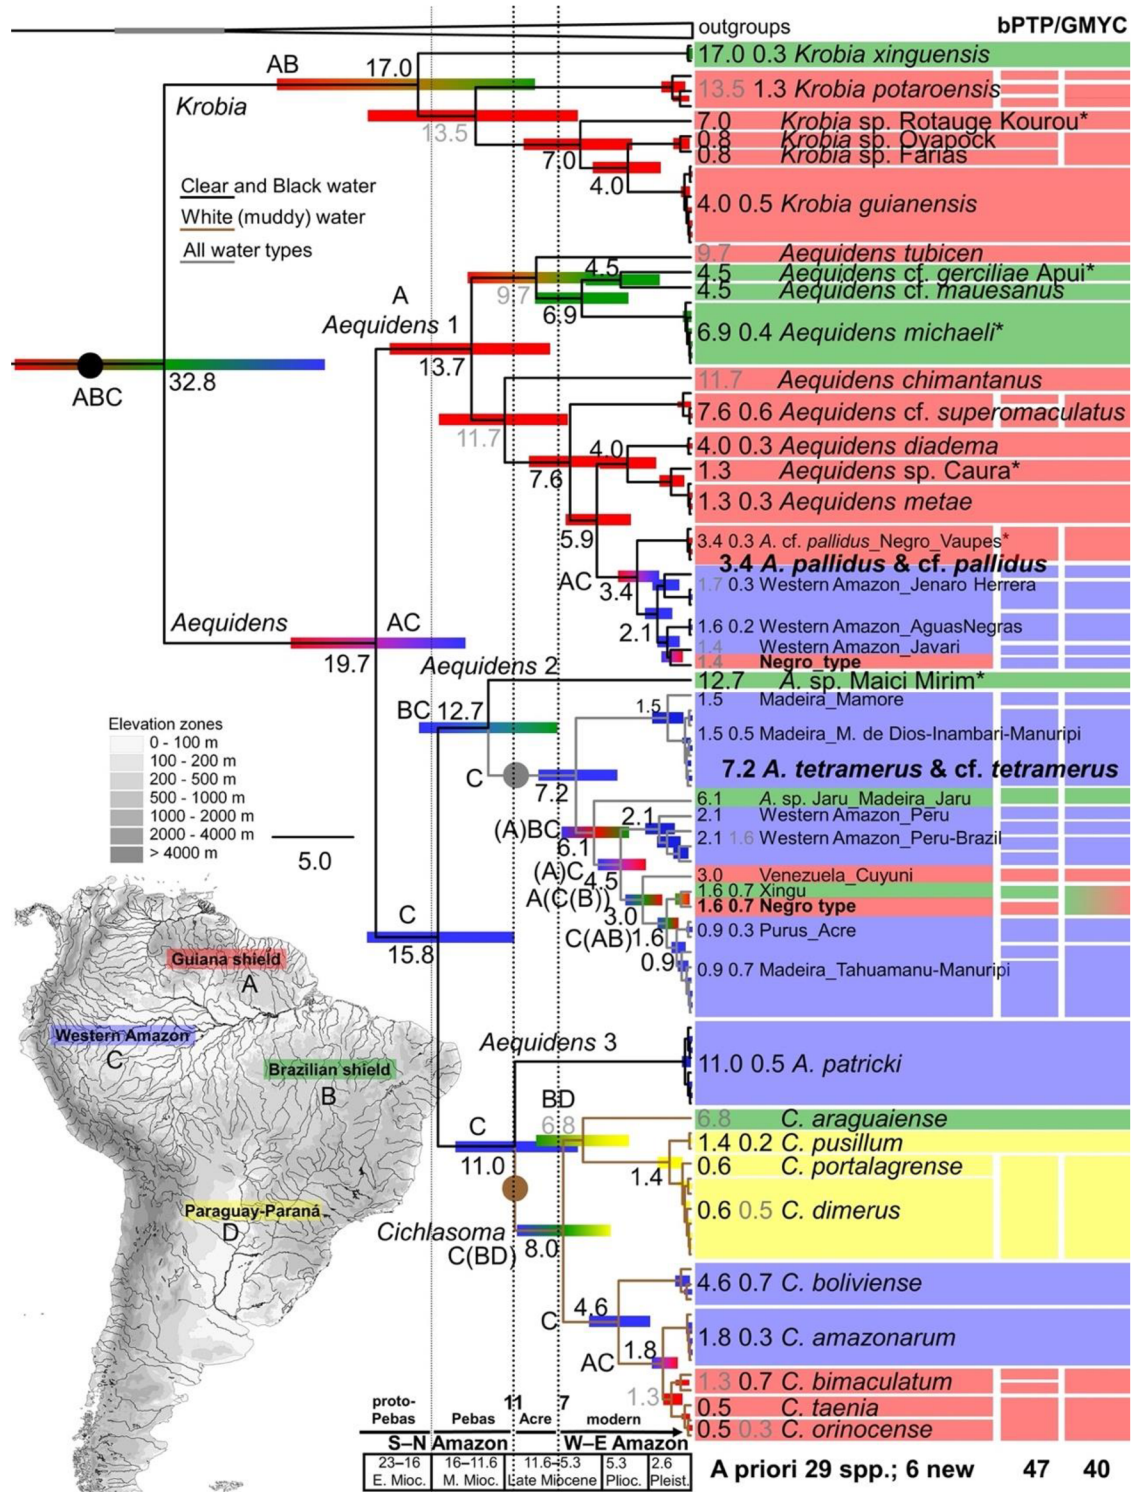 outgroups
bPTP/GMYC
17.0 0.3 Krobia xinguensis
AB
17.0
Krobia
13.5 1.3 Krobia potaroensis
13.5
7.0 Krobia sp. Rotauge Kourou*
0.8 Krobia sp. Oyapock
7.0
0.8 Krobia sp. Farias
4.0
4.0 0.5 Krobia guianensis
Clear and Black water
White (muddy) water
All water types
9.7 Aequidens tubicen
4.5
4.5 Aequidens cf. gerciliae Apui*
9.7
4.5 Aequidens cf. mauesanus
A
Aequidens 1
6.9
6.9 0.4 Aequidens michaeli*
13.7
32.8
ABC
11.7 Aequidens chimantanus
7.6 0.6 Aequidens cf. superomaculatus
11.7
4.0
4.0 0.3 Aequidens diadema
7.6
1.3 Aequidens sp. Caura*
1.3 0.3 Aequidens metae
5.9
3.4 0.3 A. cf. pallidus_Negro_Vaupes*
3.4 A. pallidus & cf. pallidus
AC
3.4
1.7 0.3 Western Amazon_Jenaro Herrera
Aequidens
AC
2.1
1.6 0.2 Western Amazon_AguasNegras
1.4 Western Amazon_Javari
1.4 Negro_type
19.7
Aequidens 2
12.7 A. sp. Maici Mirim*
BC
12.7
1.5
1.5 Madeira_Mamore
1.5 0.5 Madeira_M. de Dios-Inambari-Manuripi
7.2 A. tetramerus & cf. tetramerus
C
7.2
6.1 A. sp. Jaru_Madeira_Jaru
2.1
2.1 Western Amazon_Peru
(A)BC
6.1
2.1 1.6 Western Amazon_Peru-Brazil
(A)C
4.5
3.0 Venezuela_Cuyuni
A(C(B))
1.6 0.7 Xingu
3.0
1.6 0.7 Negro type
C(AB)
1.6
0.9 0.3 Purus_Acre
0.9
0.9 0.7 Madeira_Tahuamanu-Manuripi
C
15.8
Elevation zones
0 - 100 m
100 - 200 m
200 - 500 m
500 - 1000 m
1000 - 2000 m
2000 - 4000 m
> 4000 m
5.0
Guiana shield
A
Western Amazon
C
Brazilian shield
B
Paraguay-Paraná
D
Aequidens 3
11.0 0.5 A. patricki
BD
6.8
6.8 C. araguaiense
C
11.0
1.4 0.2 C. pusillum
1.4
0.6 C. portalagrense
0.6 0.5 C. dimerus
Cichlasoma
C(BD)
8.0
4.6 0.7 C. boliviense
4.6
C
1.8 0.3 C. amazonarum
1.8
AC
1.3
1.3 0.7 C. bimaculatum
0.5 C. taenia
0.5 0.3 C. orinocense
proto-Pebas
Pebas
11
Acre
7
modern
S–N Amazon
W–E Amazon
23–16
16–11.6
11.6–5.3
5.3
2.6
E. Mioc.
M. Mioc.
Late Miocene
Plioc.
Pleist.
A priori 29 spp.; 6 new
47
40